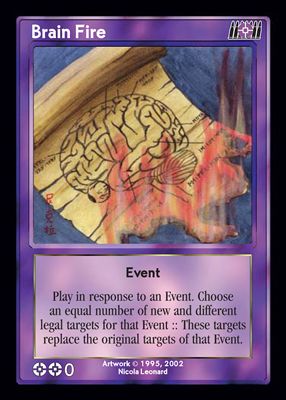 Brain Fire
Event
Play in response to an Event. Choose
an equal number of new and different
legal targets for that Event :: These targets
replace the original targets of that Event.
0
Artwork © 1995, 2002
Nicola Leonard